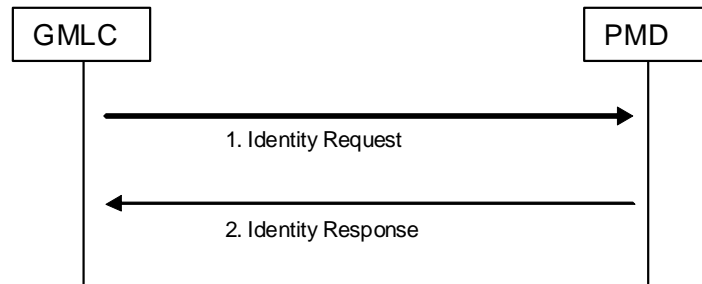 GMLC
PMD
1. Identity Request
2. Identity Response